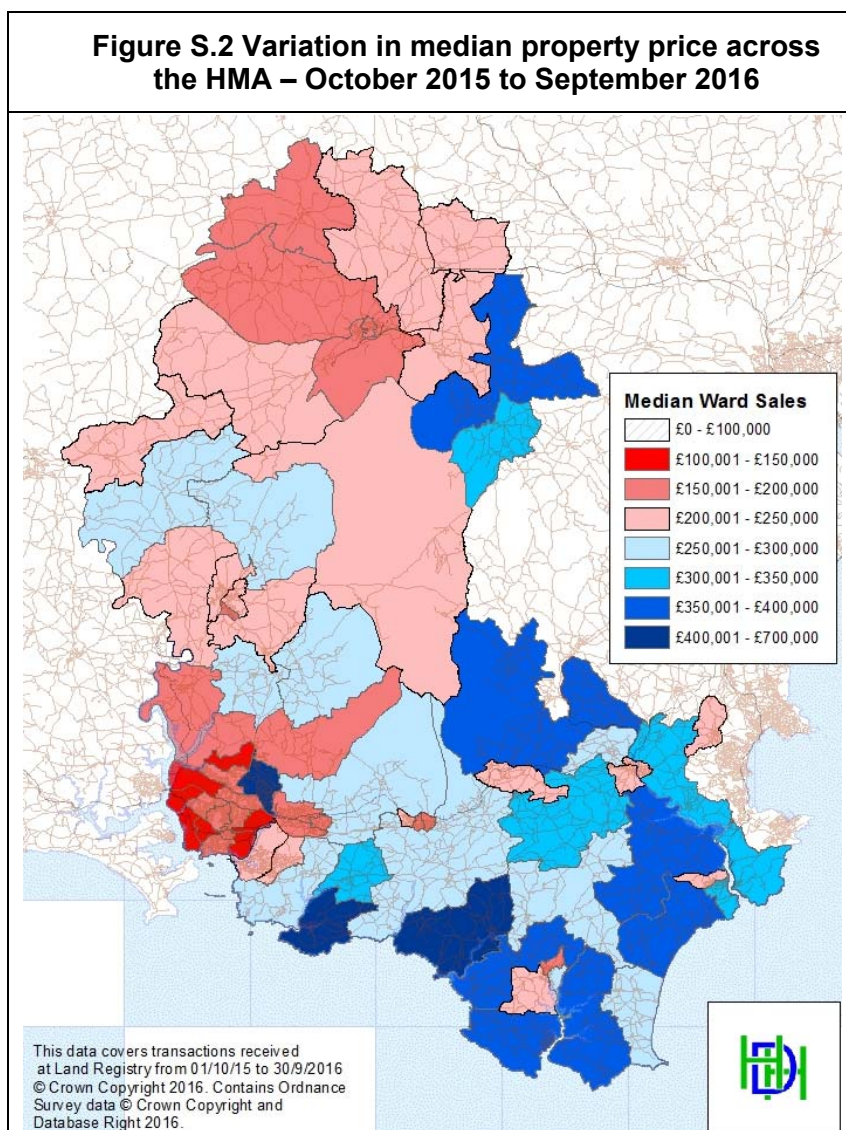 Figure S.2 Variation in median property price across
the HMA – October 2015 to September 2016
Median Ward Sales
£0 - £100,000
£100,001 - £150,000
£150,001 - £200,000
£200,001 - £250,000
£250,001 - £300,000
£300,001 - £350,000
£350,001 - £400,000
£400,001 - £700,000
This data covers transactions received
at Land Registry from 01/10/15 to 30/9/2016
© Crown Copyright 2016. Contains Ordnance
Survey data © Crown Copyright and
Database Right 2016.
HDH